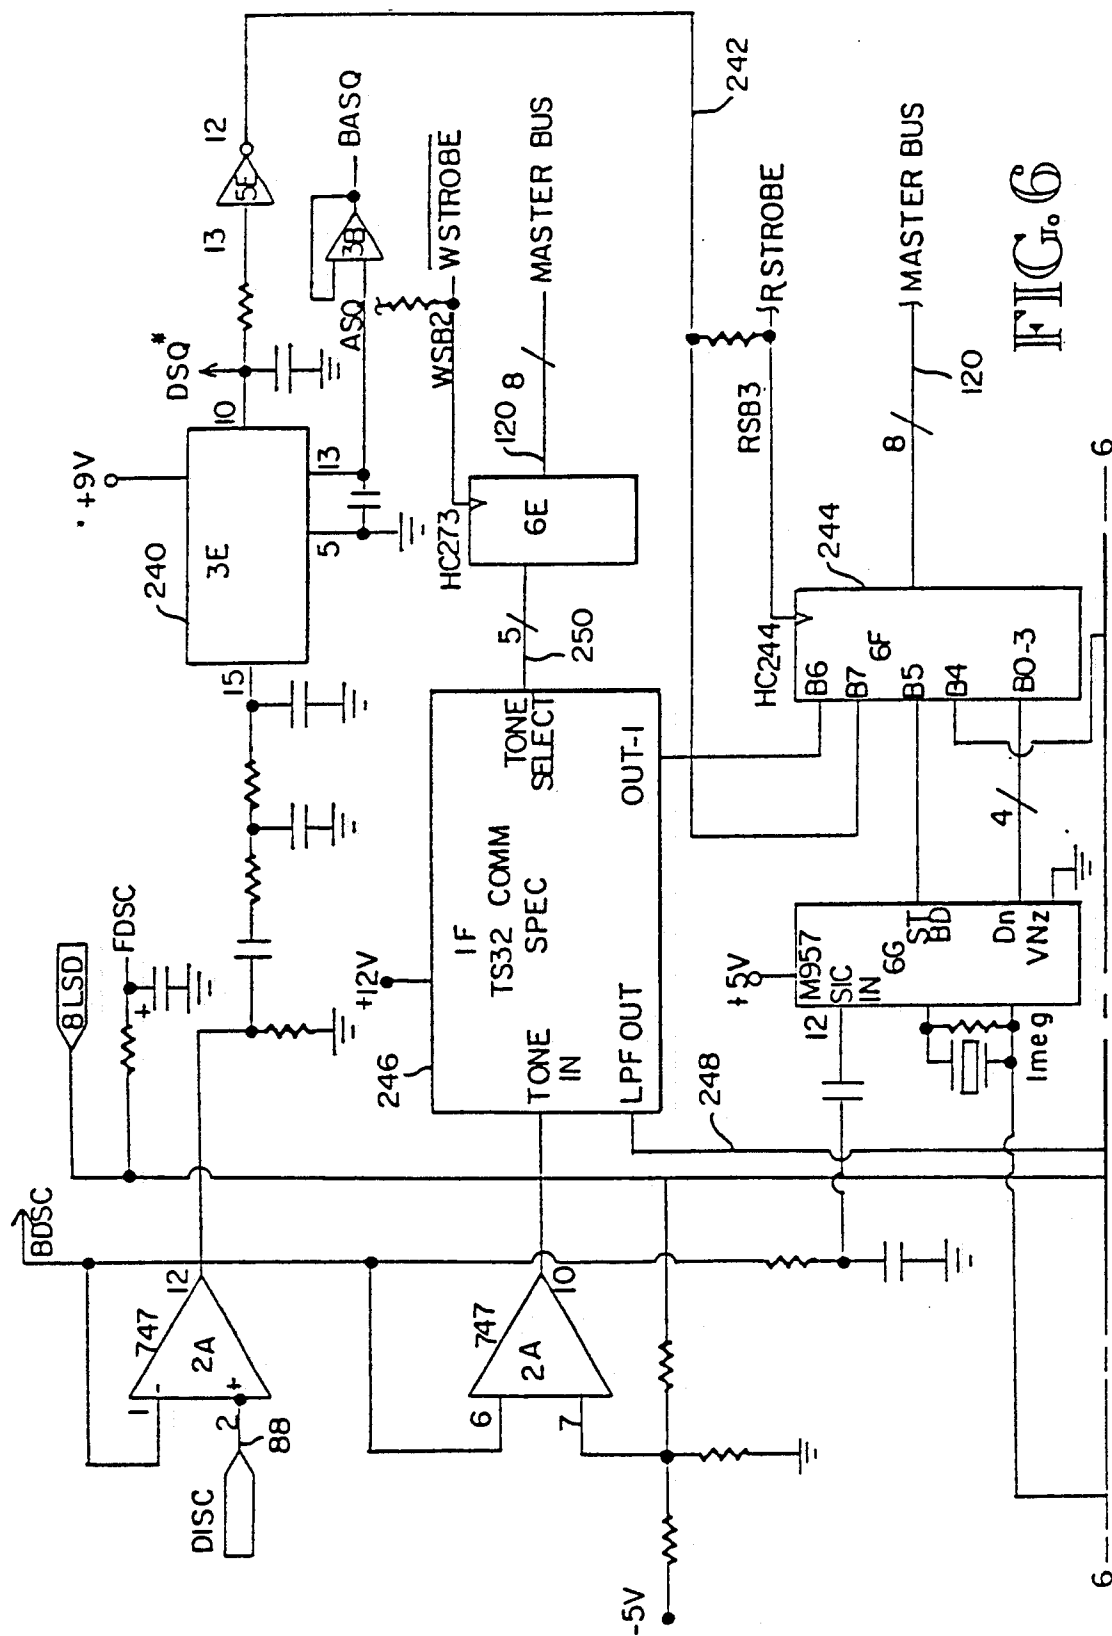 BDSC
8 LSD
FDSC
+9V
240
3E
15
10
5
13
DSQ*
13
5E
12
ASQ
3B
BASQ
DISC
88
1
2
-
+
747
2A
12
+12V
246
1F
TS32 COMM
SPEC
TONE
IN
TONE
SELECT
LPF OUT
OUT-1
5
250
HC273
6E
WSB2
WSTROBE
120
8
MASTER BUS
242
6
7
747
2A
10
-5V
248
+5V
12
M957
SIC
IN
6G
ST
BD
Dn
VNz
1meg
4
HC244
B6
B7
6F
B5
B4
B0-3
244
RSB3
RSTROBE
8
120
MASTER BUS
6
6
FIG. 6